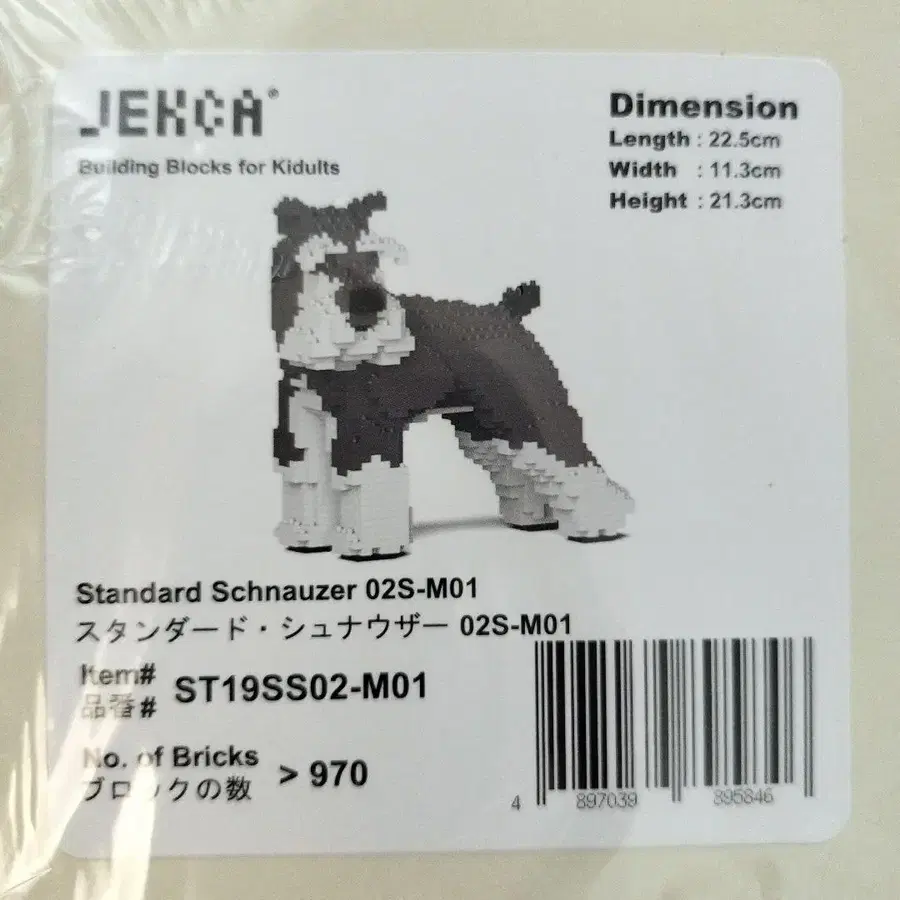 JEKCA®
Building Blocks for Kidults
Dimension
Length : 22.5cm
Width : 11.3cm
Height : 21.3cm
Standard Schnauzer 02S-M01
スタンダード・シュナウザー 02S-M01
Item#
品番#
ST19SS02-M01
No. of Bricks
ブロックの数
> 970
4 897039 895846